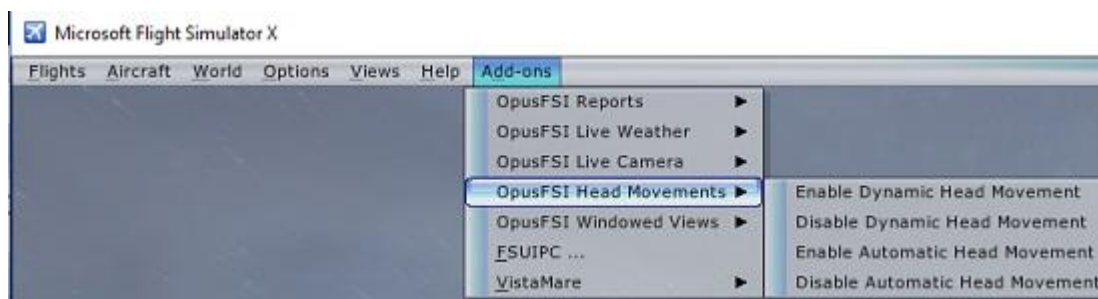 Microsoft Flight Simulator X
Flights Aircraft World Options Views Help Add-ons
OpusFSI Reports
OpusFSI Live Weather
OpusFSI Live Camera
OpusFSI Head Movements
OpusFSI Windowed Views
FSUIPC ...
VistaMare
Enable Dynamic Head Movement
Disable Dynamic Head Movement
Enable Automatic Head Movement
Disable Automatic Head Movement